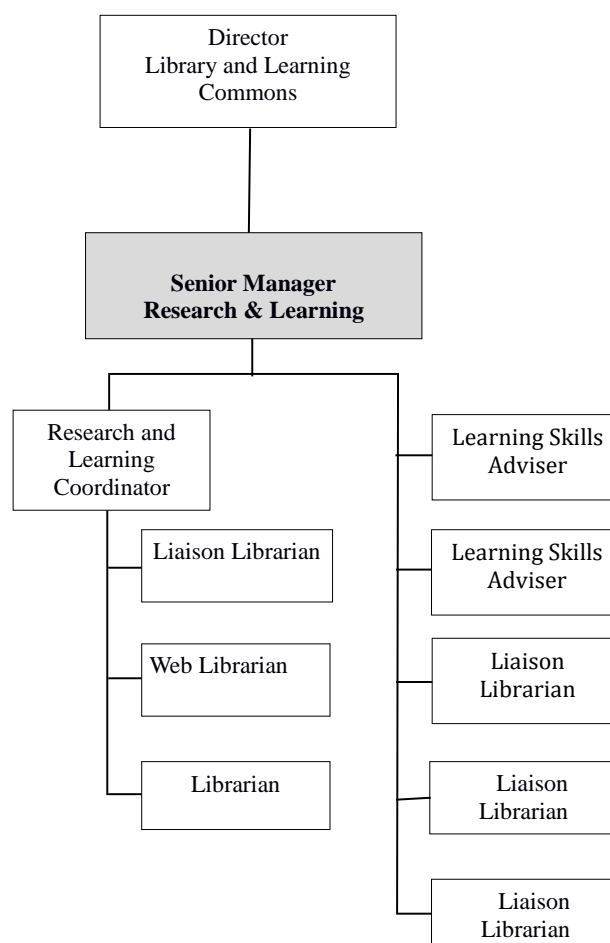 Director
Library and Learning
Commons
Senior Manager
Research & Learning
Research and
Learning
Coordinator
Liaison Librarian
Web Librarian
Librarian
Learning Skills
Adviser
Learning Skills
Adviser
Liaison
Librarian
Liaison
Librarian
Liaison
Librarian